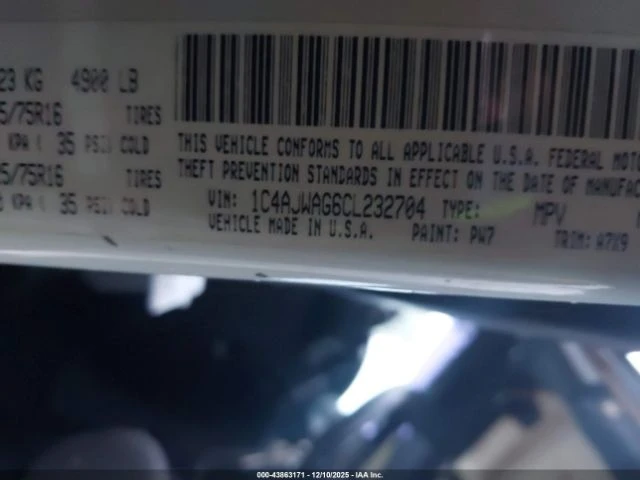 23 KG 4900 LB
5/75R16 TIRES
KPA ( 35 PSI) COLD
5/75R16 TIRES
KPA ( 35 PSI) COLD
THIS VEHICLE CONFORMS TO ALL APPLICABLE U.S.A. FEDERAL MOTO
THEFT PREVENTION STANDARDS IN EFFECT ON THE DATE OF MANUFAC
VIN: 1C4AJWAG6CL232704 TYPE: MPV
VEHICLE MADE IN U.S.A. PAINT: PW7 TRIM: A7X9
000-43863171 - 12/10/2025 - IAA Inc.